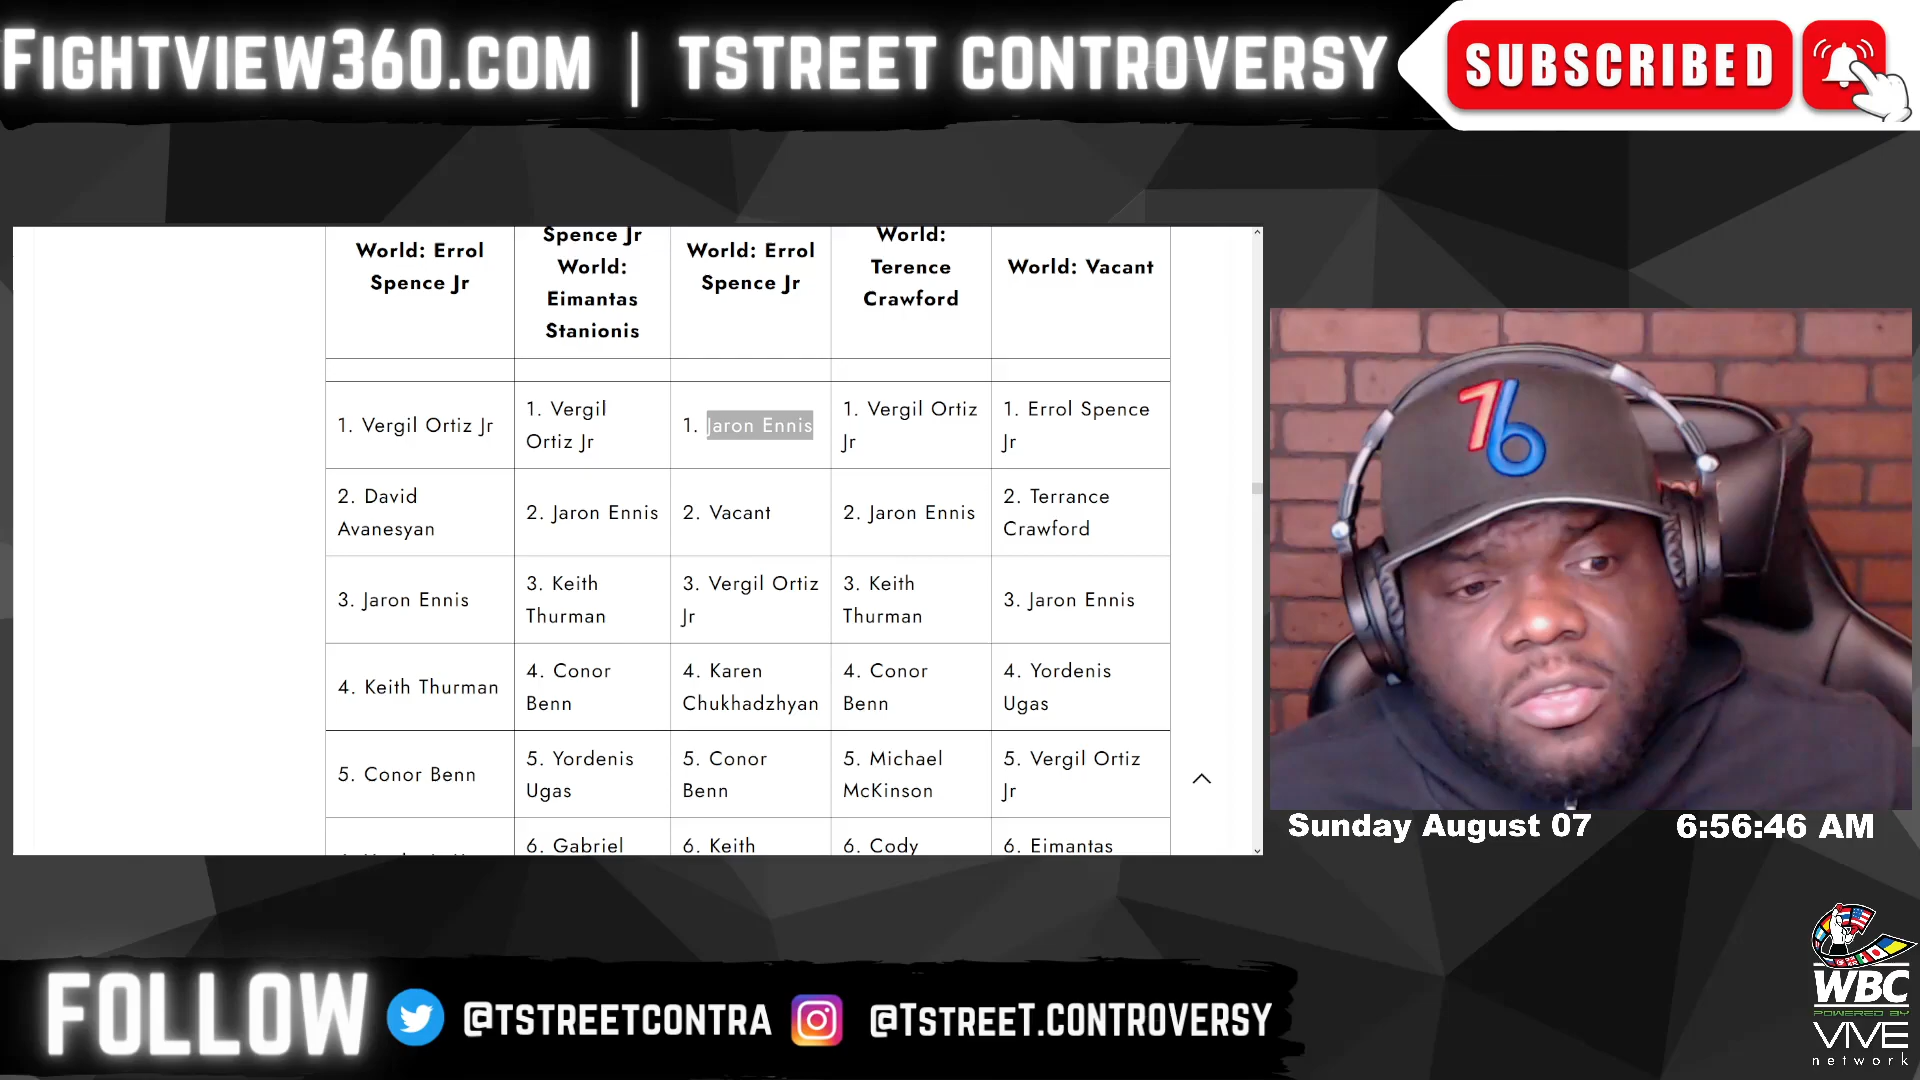 FIGHTVIEW360.COM | TSTREET CONTROVERSY
SUBSCRIBED
World: Errol
Spence Jr
Spence Jr
World:
Eimantas
Stanionis
World: Errol
Spence Jr
World:
Terence
Crawford
World: Vacant
1. Vergil Ortiz Jr
1. Vergil
Ortiz Jr
1. Jaron Ennis
1. Vergil Ortiz
Jr
1. Errol Spence
Jr
2. David
Avanesyan
2. Jaron Ennis
2. Vacant
2. Jaron Ennis
2. Terrance
Crawford
3. Jaron Ennis
3. Keith
Thurman
3. Vergil Ortiz
Jr
3. Keith
Thurman
3. Jaron Ennis
4. Keith Thurman
4. Conor
Benn
4. Karen
Chukhadzhyan
4. Conor
Benn
4. Yordenis
Ugas
5. Conor Benn
5. Yordenis
Ugas
5. Conor
Benn
5. Michael
McKinson
5. Vergil Ortiz
Jr
6. Gabriel
6. Keith
6. Cody
6. Eimantas
76
Sunday August 07
6:56:46 AM
FOLLOW
@TSTREETCONTRA
@TSTREET.CONTROVERSY
WBC
POWERED BY
VIVE
network